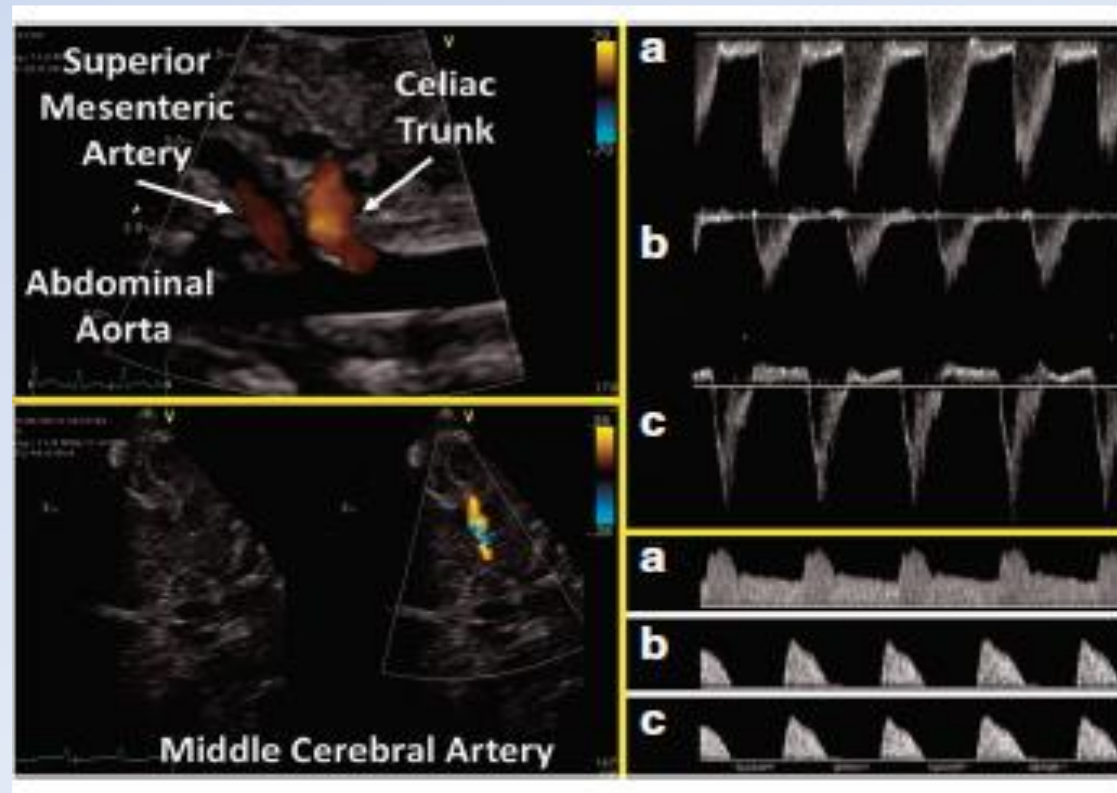 Superior
Mesenteric
Artery
Celiac
Trunk
Abdominal
Aorta
a
b
c
Middle Cerebral Artery
a
b
c